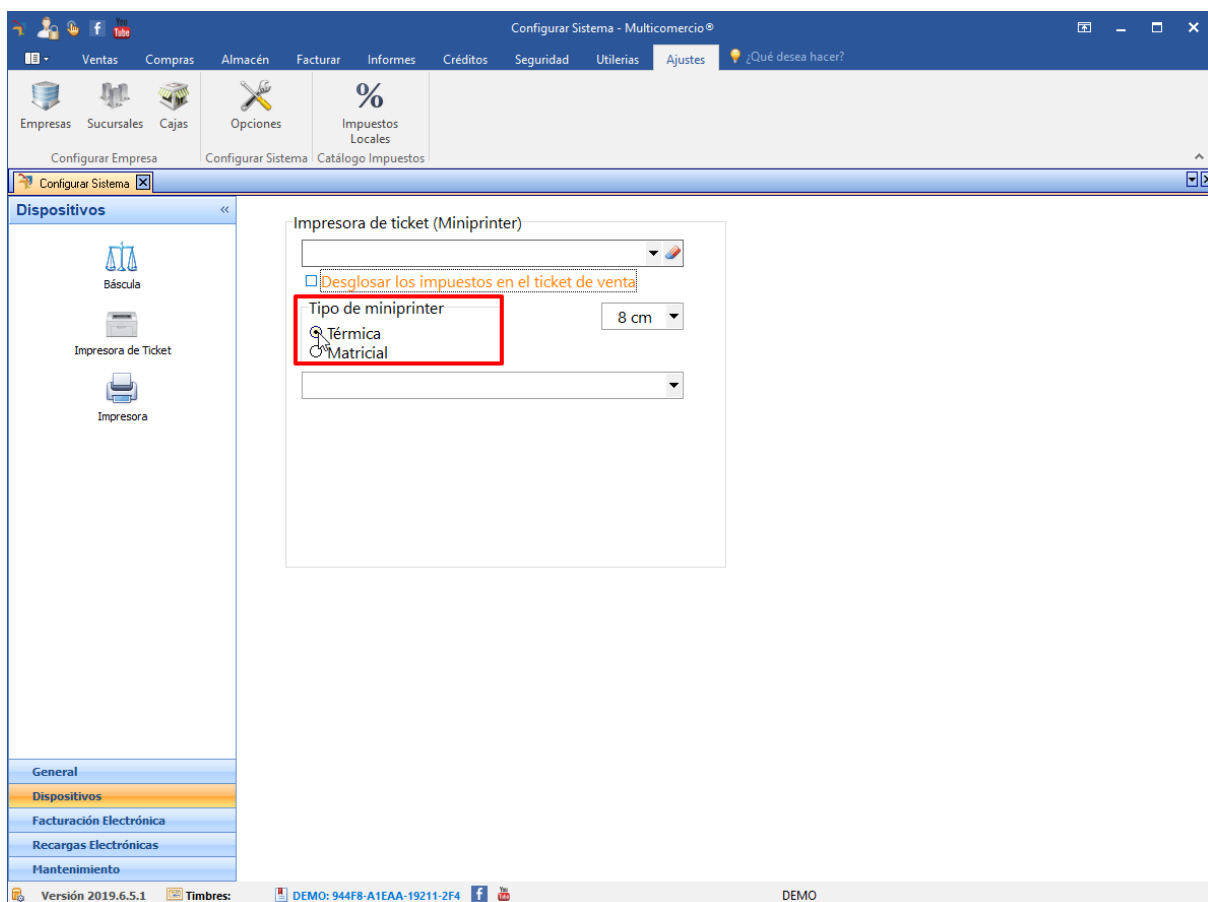 Configurar Sistema - Multicomercio®
Ventas Compras Almacén Facturar Informes Créditos Seguridad Utilerias Ajustes ¿Qué desea hacer?
Empresas Sucursales Cajas Opciones % Impuestos Locales
Configurar Empresa Configurar Sistema Catálogo Impuestos
Configurar Sistema
Dispositivos «
Impresora de ticket (Miniprinter)
Báscula
Desglosar los impuestos en el ticket de venta
Tipo de miniprinter
8 cm
Térmica
Impresora de Ticket
Matricial
Impresora
General
Dispositivos
Facturación Electrónica
Recargas Electrónicas
Mantenimiento
Versión 2019.6.5.1 Timbres: DEMO: 944F8-A1EAA-19211-2F4 f You Tube DEMO